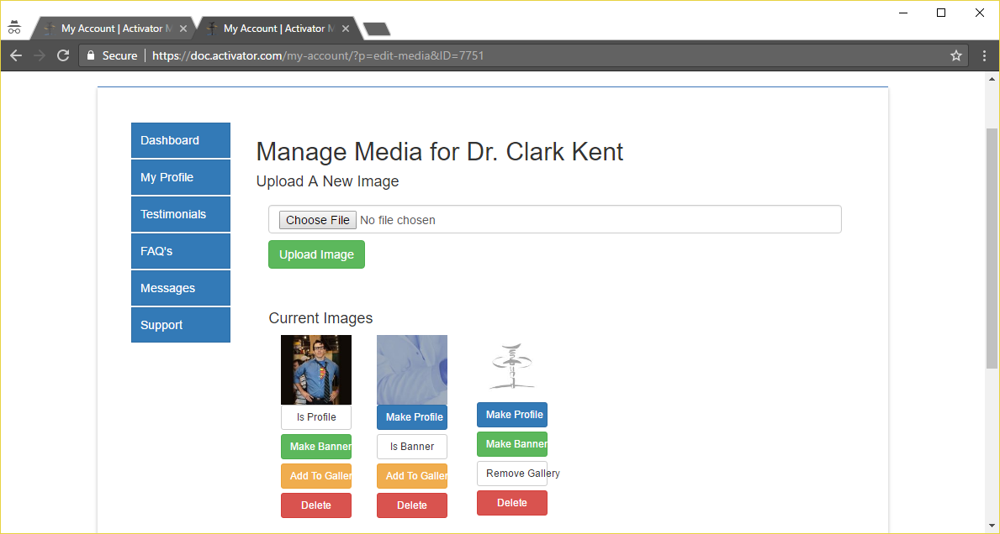 My Account | Activator M
My Account | Activator M
Secure
https://doc.activator.com/my-account/?p=edit-media&ID=7751
Dashboard
My Profile
Testimonials
FAQ's
Messages
Support
Manage Media for Dr. Clark Kent
Upload A New Image
Choose File No file chosen
Upload Image
Current Images
Is Profile
Make Profile
Make Profile
Make Banner
Is Banner
Make Banner
Add To Galler
Add To Galler
Remove Gallery
Delete
Delete
Delete